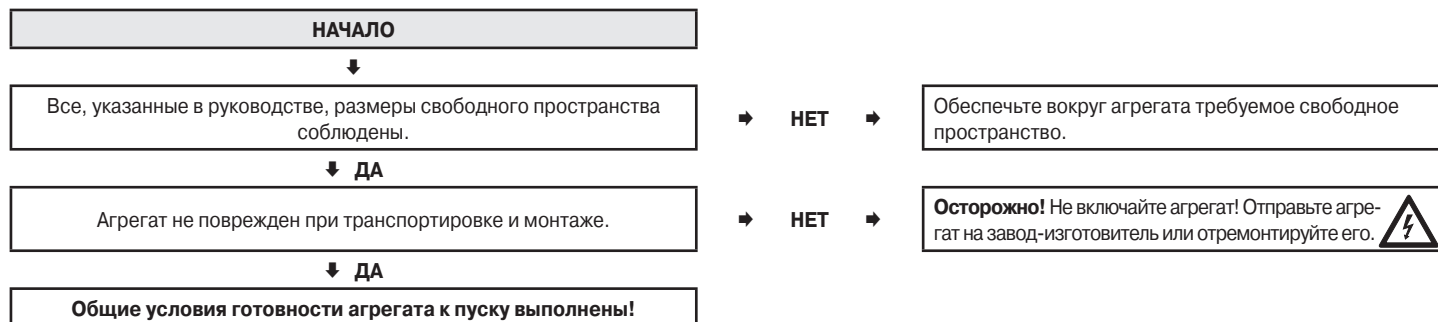 НАЧАЛО
Все, указанные в руководстве, размеры свободного пространства
соблюдены.
НЕТ
Обеспечьте вокруг агрегата требуемое свободное
пространство.
ДА
Агрегат не поврежден при транспортировке и монтаже.
НЕТ
Осторожно! Не включайте агрегат! Отправьте агре-
гат на завод-изготовитель или отремонтируйте его.
ДА
Общие условия готовности агрегата к пуску выполнены!